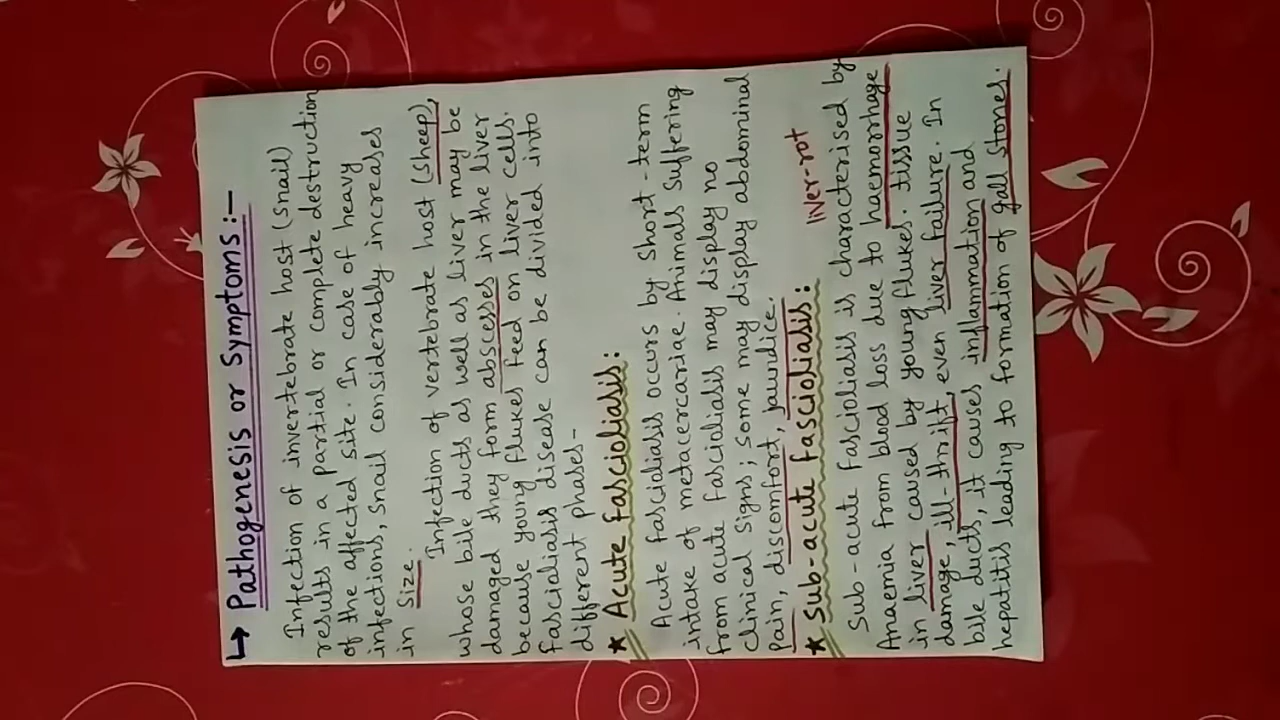 ↳ Pathogenesis or Symptoms:-
Infection of invertebrate host (snail)
results in a partial or complete destruction
of the affected site. In case of heavy
infections, snail considerably increases
in size.
Infection of vertebrate host (sheep),
whose bile ducts as well as liver may be
damaged they form abscesses in the liver
because young flukes feed on liver cells.
Fascioliasis disease can be divided into
different phases-
★ Acute fascioliasis:
Acute fascioliasis occurs by short-term
intake of metacercariae. Animals suffering
from acute fascioliasis may display no
clinical signs; some may display abdominal
pain, discomfort, jaundice.
★ Sub-acute fascioliasis: liver-rot
Sub-acute fascioliasis is characterised by
Anaemia from blood loss due to haemorrhage
in liver caused by young flukes. tissue
damage, ill-thrift, even liver failure. In
bile ducts, it causes inflammation and
hepatitis leading to formation of gall stones.